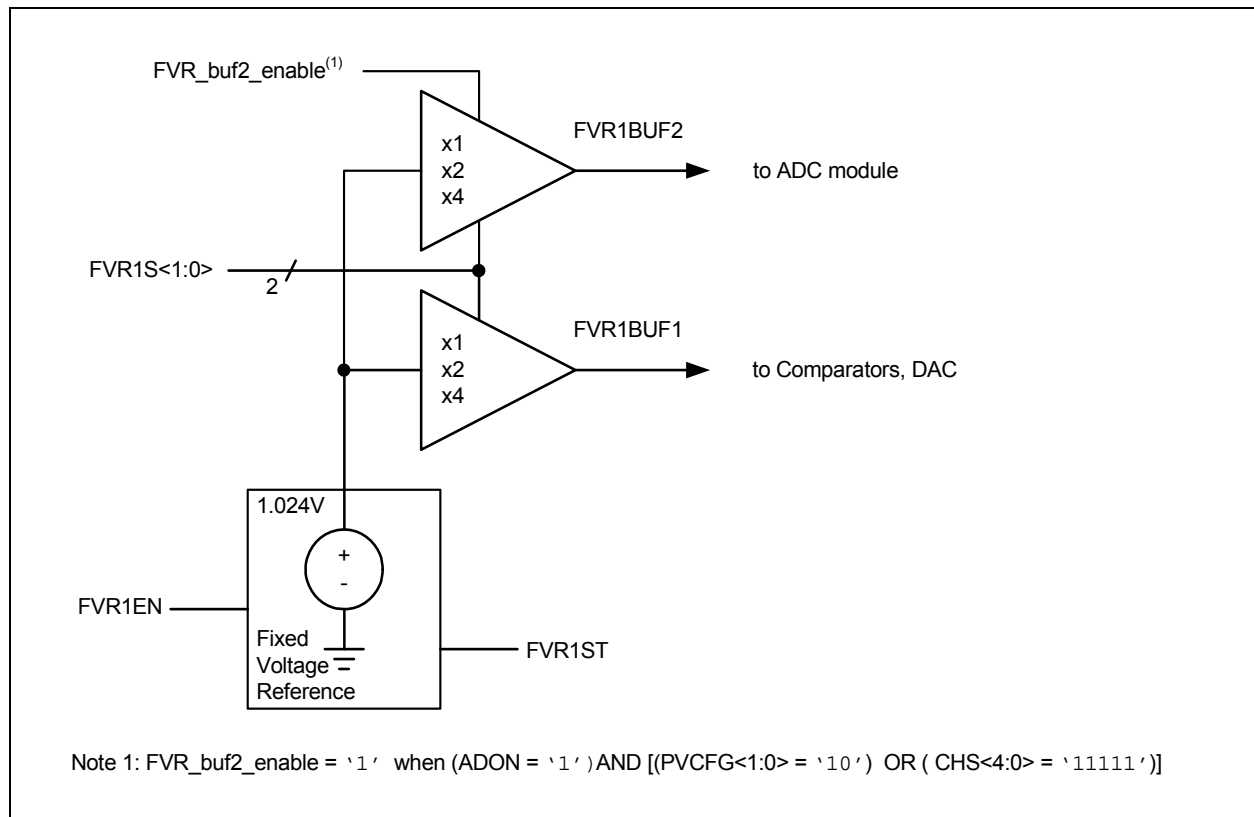 FVR_buf2_enable(1)
x1
x2
x4
FVR1BUF2
to ADC module
FVR1S<1:0>
2
x1
x2
x4
FVR1BUF1
to Comparators, DAC
1.024V
+
-
FVR1EN
Fixed
Voltage
Reference
FVR1ST
Note 1: FVR_buf2_enable = ‘1’ when (ADON = ‘1’)AND [(PVCFG<1:0> = ‘10’) OR ( CHS<4:0> = ‘11111’)]